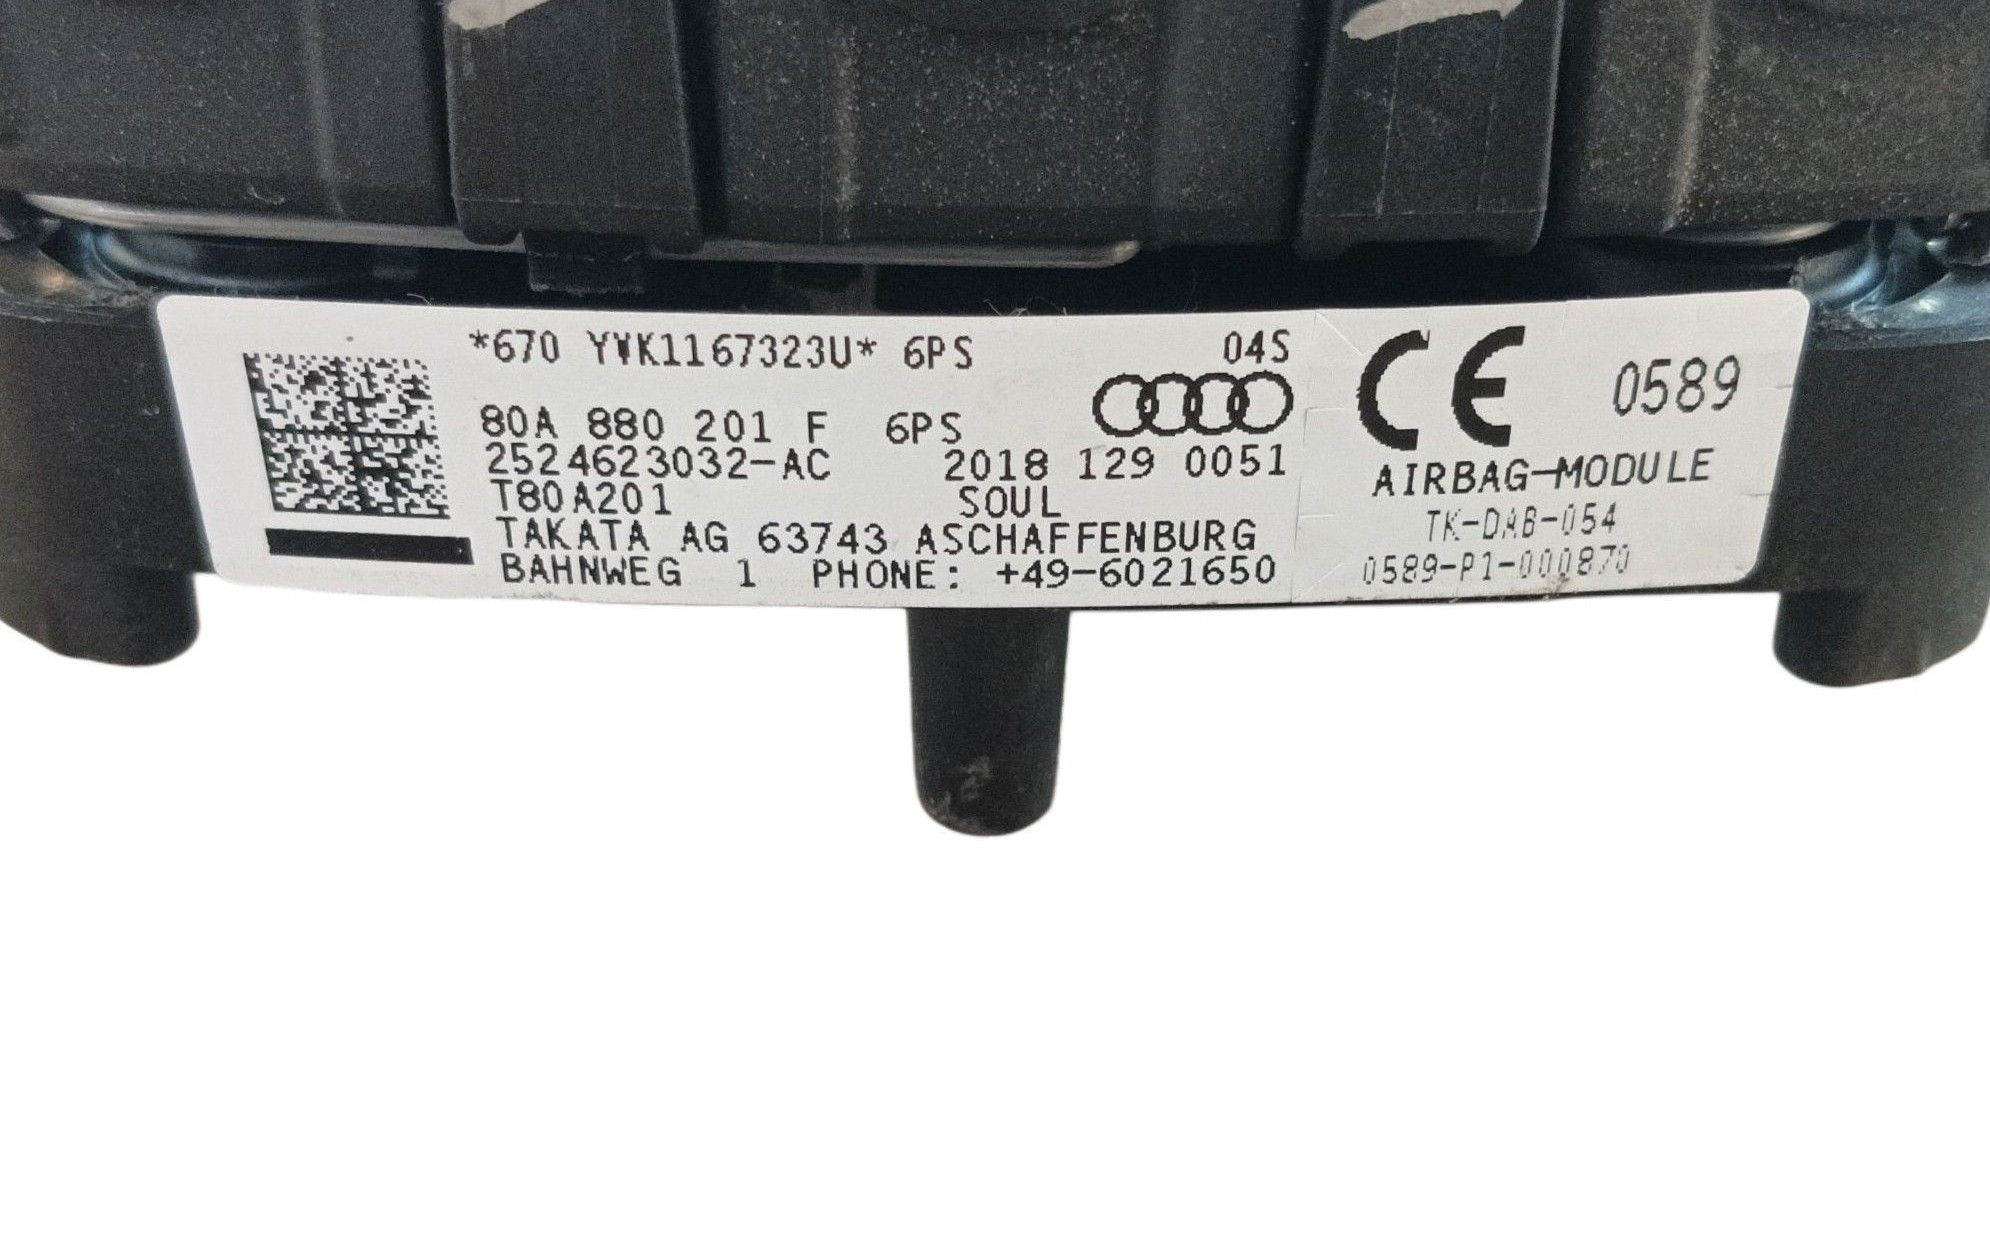 *670 YVK1167323U* 6PS 04S
80A 880 201 F 6PS
2524623032-AC 2018 129 0051
T80A201 SOUL
TAKATA AG 63743 ASCHAFFENBURG
BAHNWEG 1 PHONE: +49-6021650
CE 0589
AIRBAG-MODULE
TK-DAB-054
0589-P1-000870